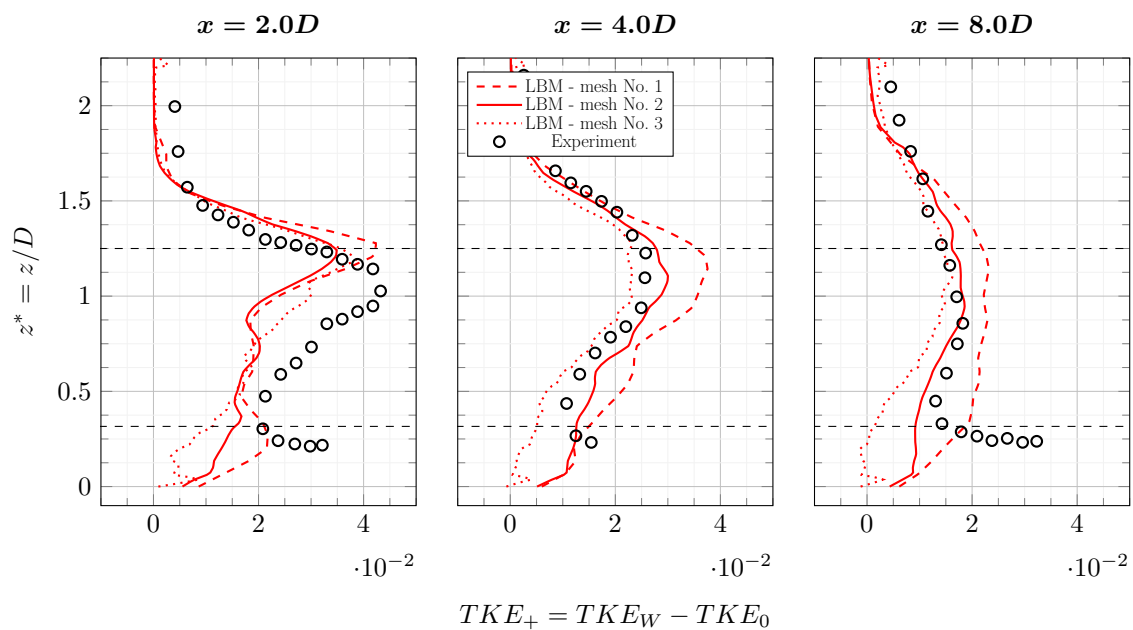 x = 2.0D
x = 4.0D
x = 8.0D
z* = z/D
2
1.5
1
0.5
0
LBM - mesh No. 1
LBM - mesh No. 2
LBM - mesh No. 3
Experiment
0 2 4
·10⁻²
0 2 4
·10⁻²
0 2 4
·10⁻²
TKE₊ = TKE_W − TKE₀